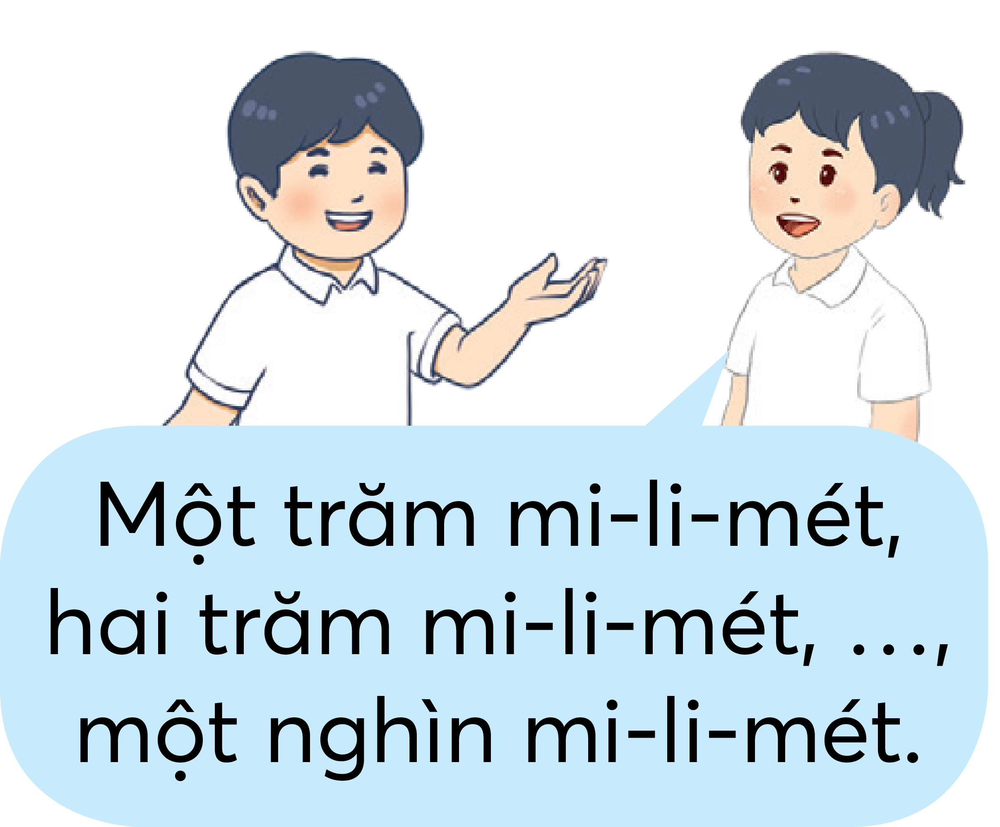 Một trăm mi-li-mét,
hai trăm mi-li-mét, ...,
một nghìn mi-li-mét.